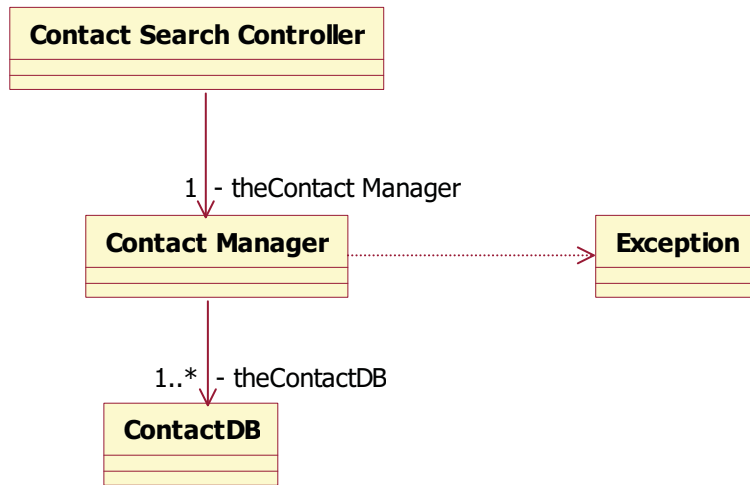 Contact Search Controller
1 - theContact Manager
Contact Manager
Exception
1..* - theContactDB
ContactDB